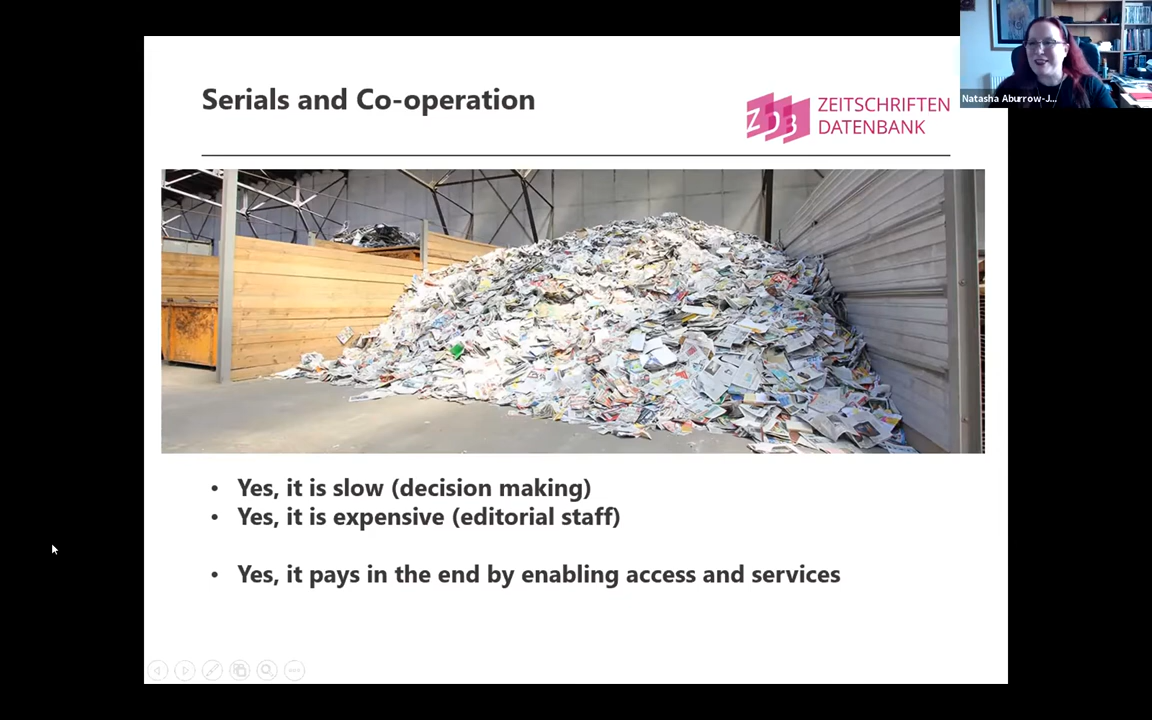 Serials and Co-operation
ZDB
ZEITSCHRIFTEN
DATENBANK
Natasha Aburrow-J...
• Yes, it is slow (decision making)
• Yes, it is expensive (editorial staff)
• Yes, it pays in the end by enabling access and services